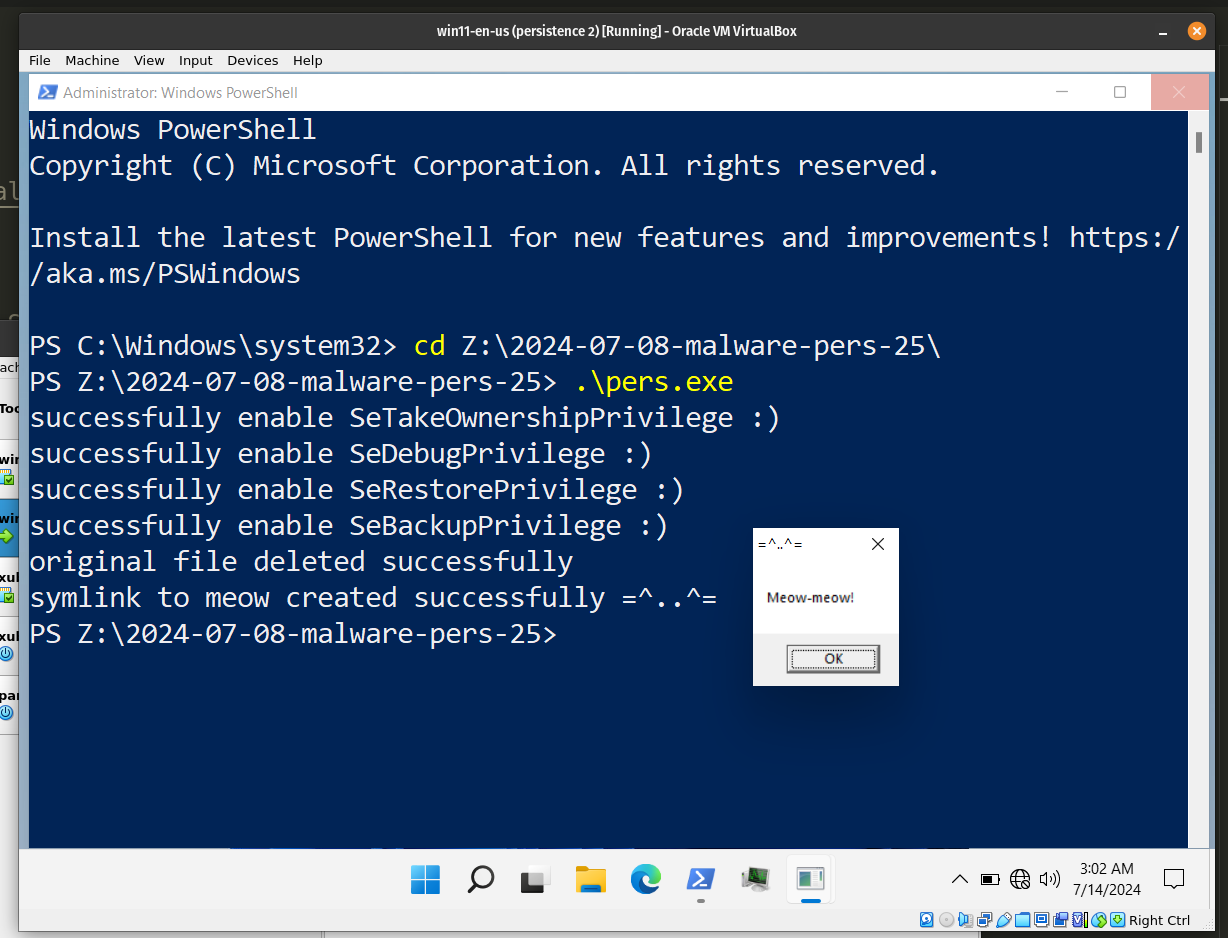 win11-en-us (persistence 2) [Running] - Oracle VM VirtualBox
File Machine View Input Devices Help
Administrator: Windows PowerShell
Windows PowerShell
Copyright (C) Microsoft Corporation. All rights reserved.
Install the latest PowerShell for new features and improvements! https:/
/aka.ms/PSWindows
PS C:\Windows\system32> cd Z:\2024-07-08-malware-pers-25\
PS Z:\2024-07-08-malware-pers-25> .\pers.exe
successfully enable SeTakeOwnershipPrivilege :)
successfully enable SeDebugPrivilege :)
successfully enable SeRestorePrivilege :)
successfully enable SeBackupPrivilege :)
original file deleted successfully
symlink to meow created successfully =^..^=
PS Z:\2024-07-08-malware-pers-25>
=^..^=
Meow-meow!
OK
3:02 AM
7/14/2024
Right Ctrl